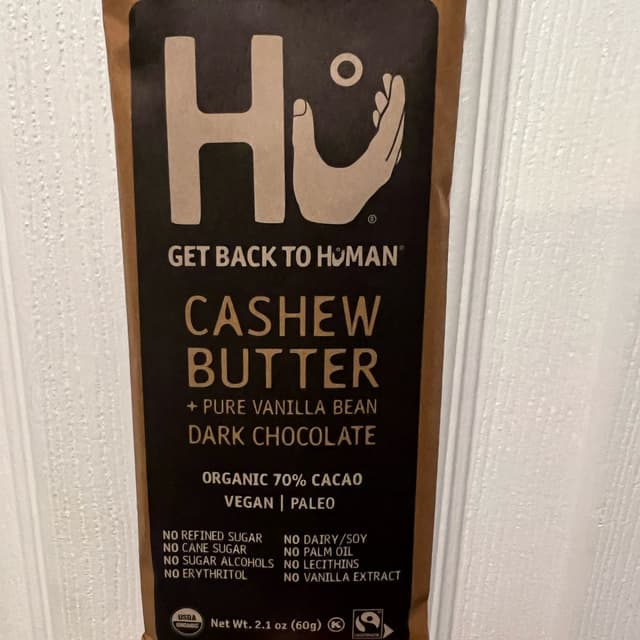 HU
®
GET BACK TO HUMAN®
CASHEW
BUTTER
+ PURE VANILLA BEAN
DARK CHOCOLATE
ORGANIC 70% CACAO
VEGAN | PALEO
NO REFINED SUGAR
NO CANE SUGAR
NO SUGAR ALCOHOLS
NO ERYTHRITOL
NO DAIRY/SOY
NO PALM OIL
NO LECITHINS
NO VANILLA EXTRACT
USDA
ORGANIC
Net Wt. 2.1 oz (60g) K